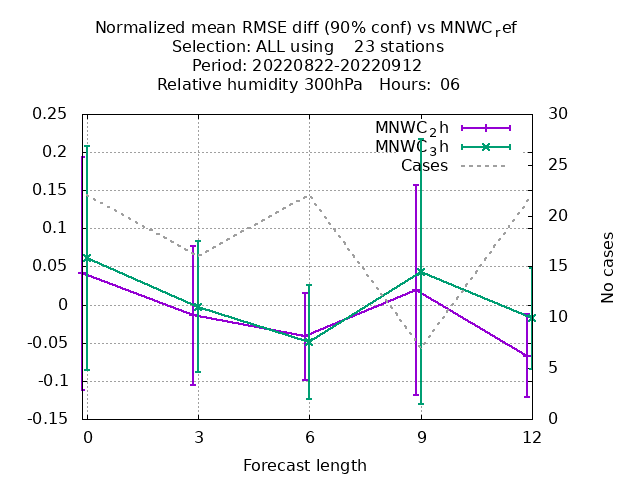 Normalized mean RMSE diff (90% conf) vs MNWC_ref
Selection: ALL using 23 stations
Period: 20220822-20220912
Relative humidity 300hPa Hours: 06
MNWC_2h
MNWC_3h
Cases
0.25
0.2
0.15
0.1
0.05
0
-0.05
-0.1
-0.15
30
25
20
15
10
5
0
No cases
0 3 6 9 12
Forecast length